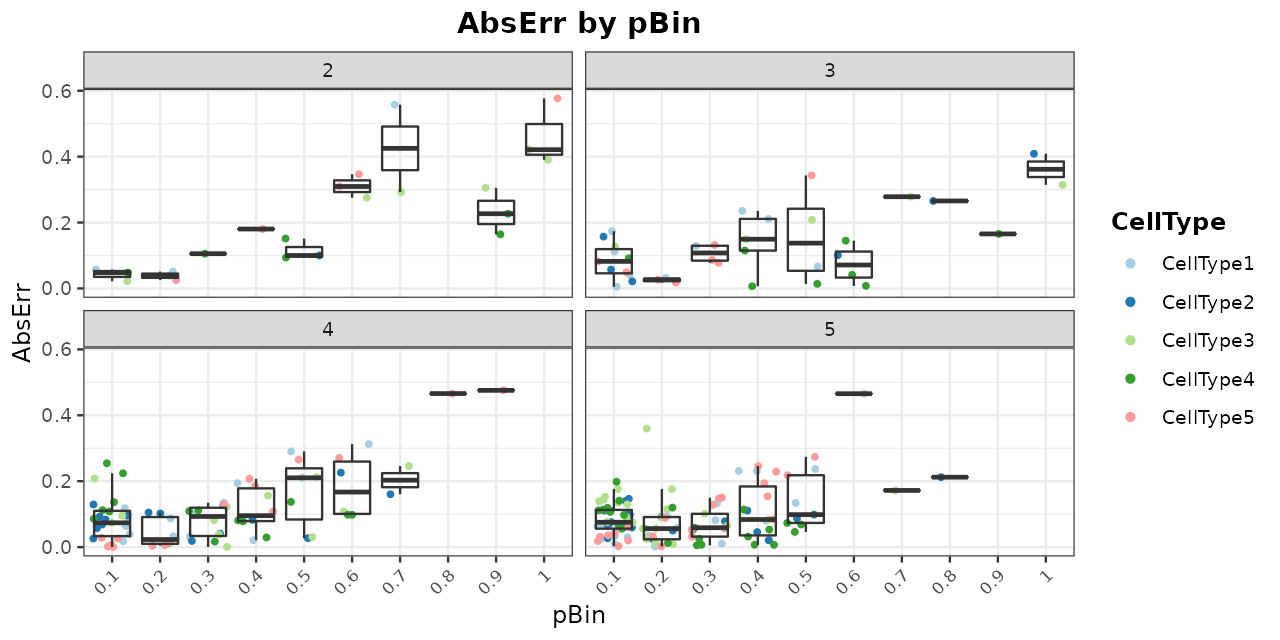 AbsErr by pBin
2
3
0.6
0.4
0.2
0.0
4
5
0.6
0.4
0.2
0.0
0.1 0.2 0.3 0.4 0.5 0.6 0.7 0.8 0.9 1
0.1 0.2 0.3 0.4 0.5 0.6 0.7 0.8 0.9 1
AbsErr
pBin
CellType
CellType1
CellType2
CellType3
CellType4
CellType5